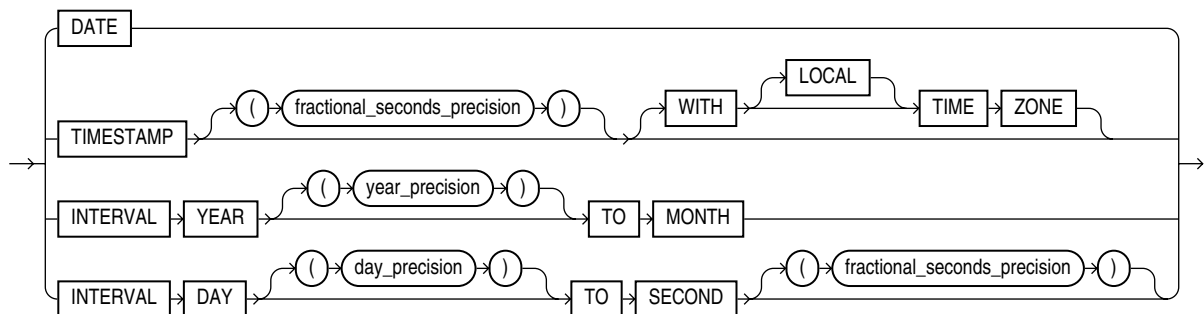 DATE
TIMESTAMP ( fractional_seconds_precision ) WITH LOCAL TIME ZONE
INTERVAL YEAR ( year_precision ) TO MONTH
INTERVAL DAY ( day_precision ) TO SECOND ( fractional_seconds_precision )